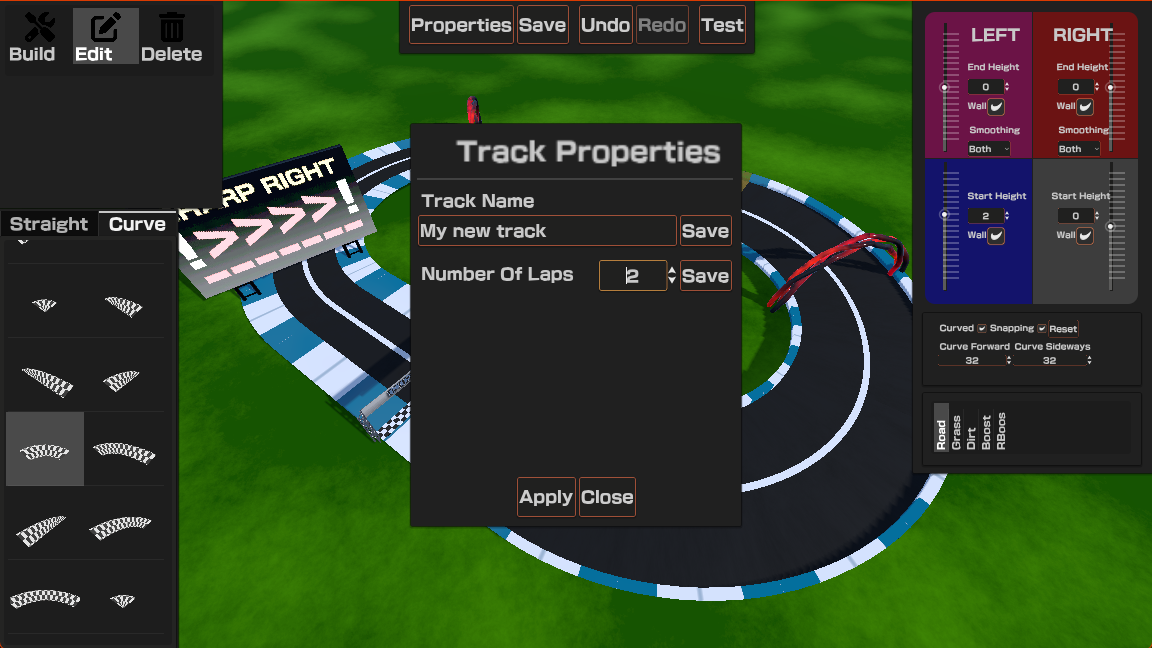 Build Edit Delete
Properties Save Undo Redo Test
LEFT RIGHT
End Height End Height
0 0
Wall Wall
Smoothing Smoothing
Both Both
Start Height Start Height
2 0
Wall Wall
Curved Snapping Reset
Curve Forward Curve Sideways
32 32
Road
Grass
Dirt
Boost
RBoos
Straight Curve
RIGHT
Track Properties
Track Name
My new track Save
Number Of Laps 2 Save
Apply Close